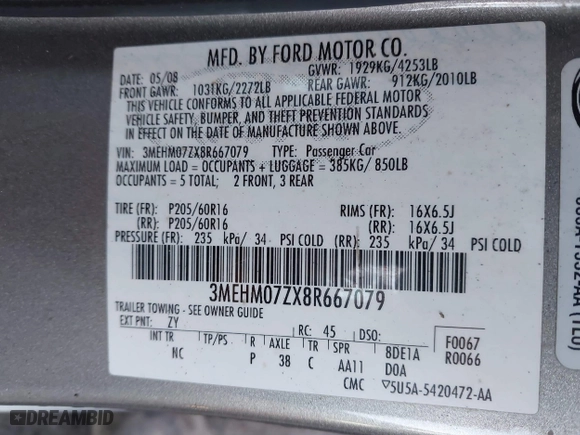 MFD. BY FORD MOTOR CO.
DATE: 05/08
GVWR: 1929KG/4253LB
FRONT GAWR: 1031KG/2272LB
REAR GAWR: 912KG/2010LB
THIS VEHICLE CONFORMS TO ALL APPLICABLE FEDERAL MOTOR
VEHICLE SAFETY, BUMPER, AND THEFT PREVENTION STANDARDS
IN EFFECT ON THE DATE OF MANUFACTURE SHOWN ABOVE.
VIN: 3MEHM07ZX8R667079 TYPE: Passenger Car
MAXIMUM LOAD = OCCUPANTS + LUGGAGE = 385KG/ 850LB
OCCUPANTS = 5 TOTAL; 2 FRONT, 3 REAR
TIRE (FR): P205/60R16 RIMS (FR): 16X6.5J
(RR): P205/60R16 (RR): 16X6.5J
PRESSURE (FR): 235 kPa/ 34 PSI COLD (RR): 235 kPa/ 34 PSI COLD
3MEHM07ZX8R667079
TRAILER TOWING - SEE OWNER GUIDE
EXT PNT: ZY RC: 45 DSO: F0067
INT TR TP/PS R AXLE TR SPR 8DE1A R0066
NC P 38 C AA11 D0A
CMC ▽5U5A-5420472-AA
DREAMBID